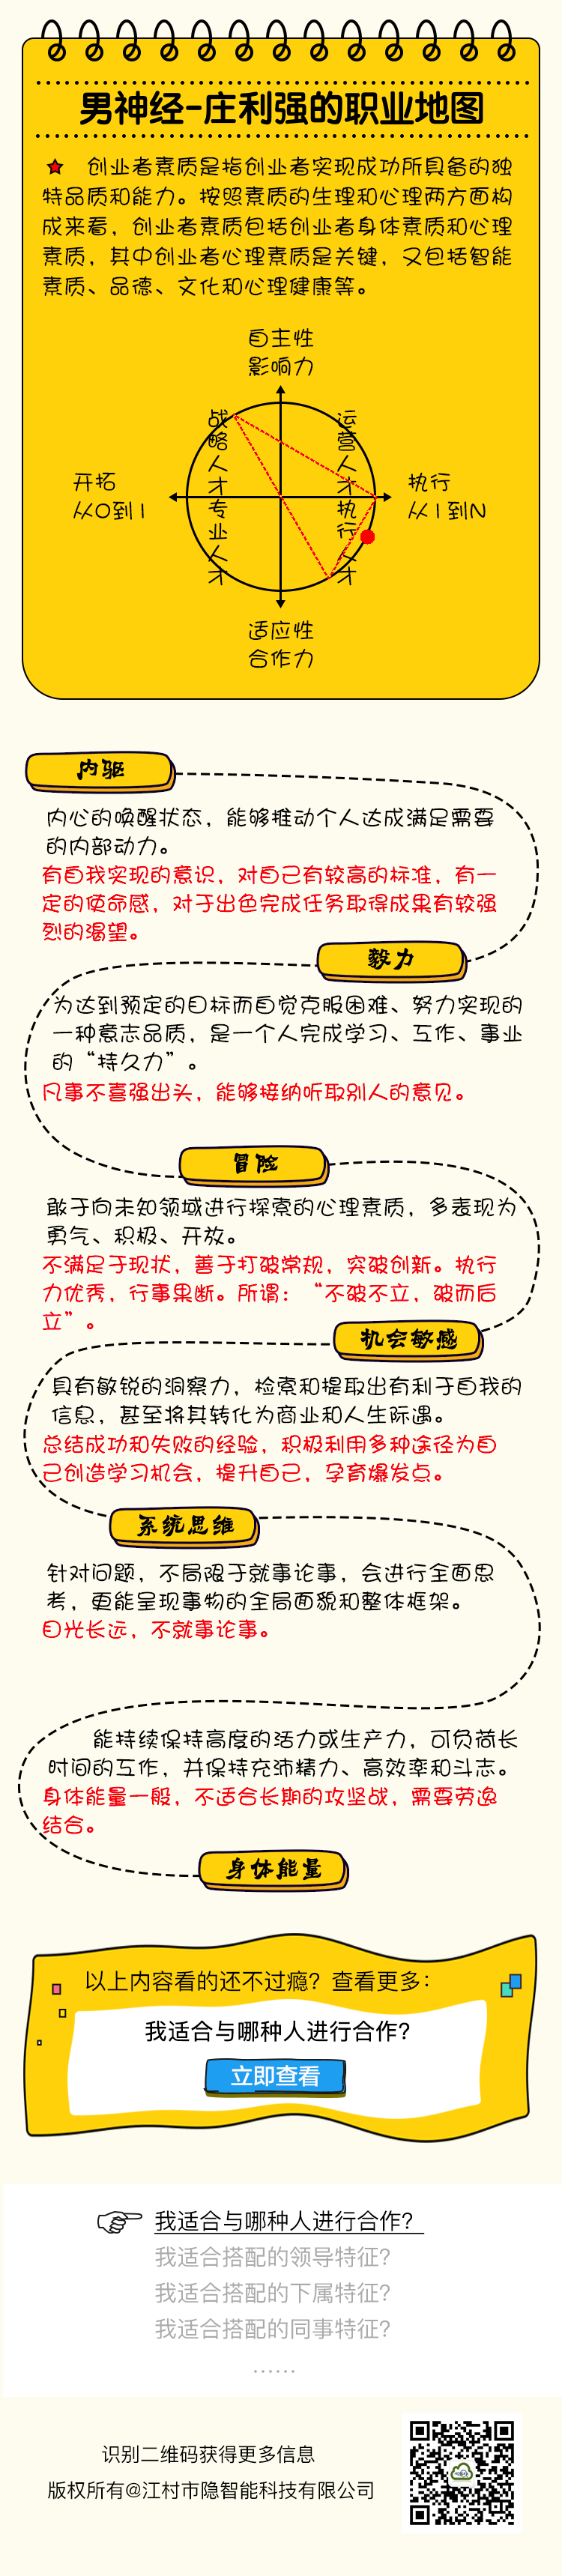 男神经-庄利强的职业地图
创业者素质是指创业者实现成功所具备的独
特品质和能力。按照素质的生理和心理两方面构
成来看，创业者素质包括创业者身体素质和心理
素质，其中创业者心理素质是关键，又包括智能
素质、品德、文化和心理健康等。
自主性
影响力
战略人才
运营人才
开拓
从0到1
执行
从1到N
专业人才
执行人才
适应性
合作力
内驱
内心的唤醒状态，能够推动个人达成满足需要
的内部动力。
有自我实现的意识，对自己有较高的标准，有一
定的使命感，对于出色完成任务取得成果有较强
烈的渴望。
毅力
为达到预定的目标而自觉克服困难、努力实现的
一种意志品质，是一个人完成学习、工作、事业
的“持久力”。
凡事不喜强出头，能够接纳听取别人的意见。
冒险
敢于向未知领域进行探索的心理素质，多表现为
勇气、积极、开放。
不满足于现状，善于打破常规，突破创新。执行
力优秀，行事果断。所谓：“不破不立，破而后
立”。
机会敏感
具有敏锐的洞察力，检索和提取出有利于自我的
信息，甚至将其转化为商业和人生际遇。
总结成功和失败的经验，积极利用多种途径为自
己创造学习机会，提升自己，孕育爆发点。
系统思维
针对问题，不局限于就事论事，会进行全面思
考，更能呈现事物的全局面貌和整体框架。
目光长远，不就事论事。
能持续保持高度的活力或生产力，可负荷长
时间的工作，并保持充沛精力、高效率和斗志。
身体能量一般，不适合长期的攻坚战，需要劳逸
结合。
身体能量
以上内容看的还不过瘾？查看更多：
我适合与哪种人进行合作？
立即查看
我适合与哪种人进行合作？
我适合搭配的领导特征？
我适合搭配的下属特征？
我适合搭配的同事特征？
……
识别二维码获得更多信息
版权所有@江村市隐智能科技有限公司